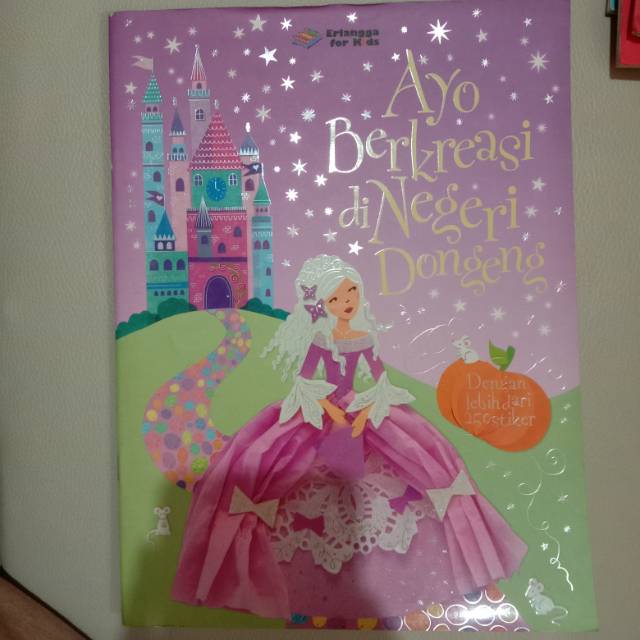 Erlangga
for Kids
Ayo
Berkreasi
di Negeri
Dongeng
Dengan
lebih dari
250 stiker